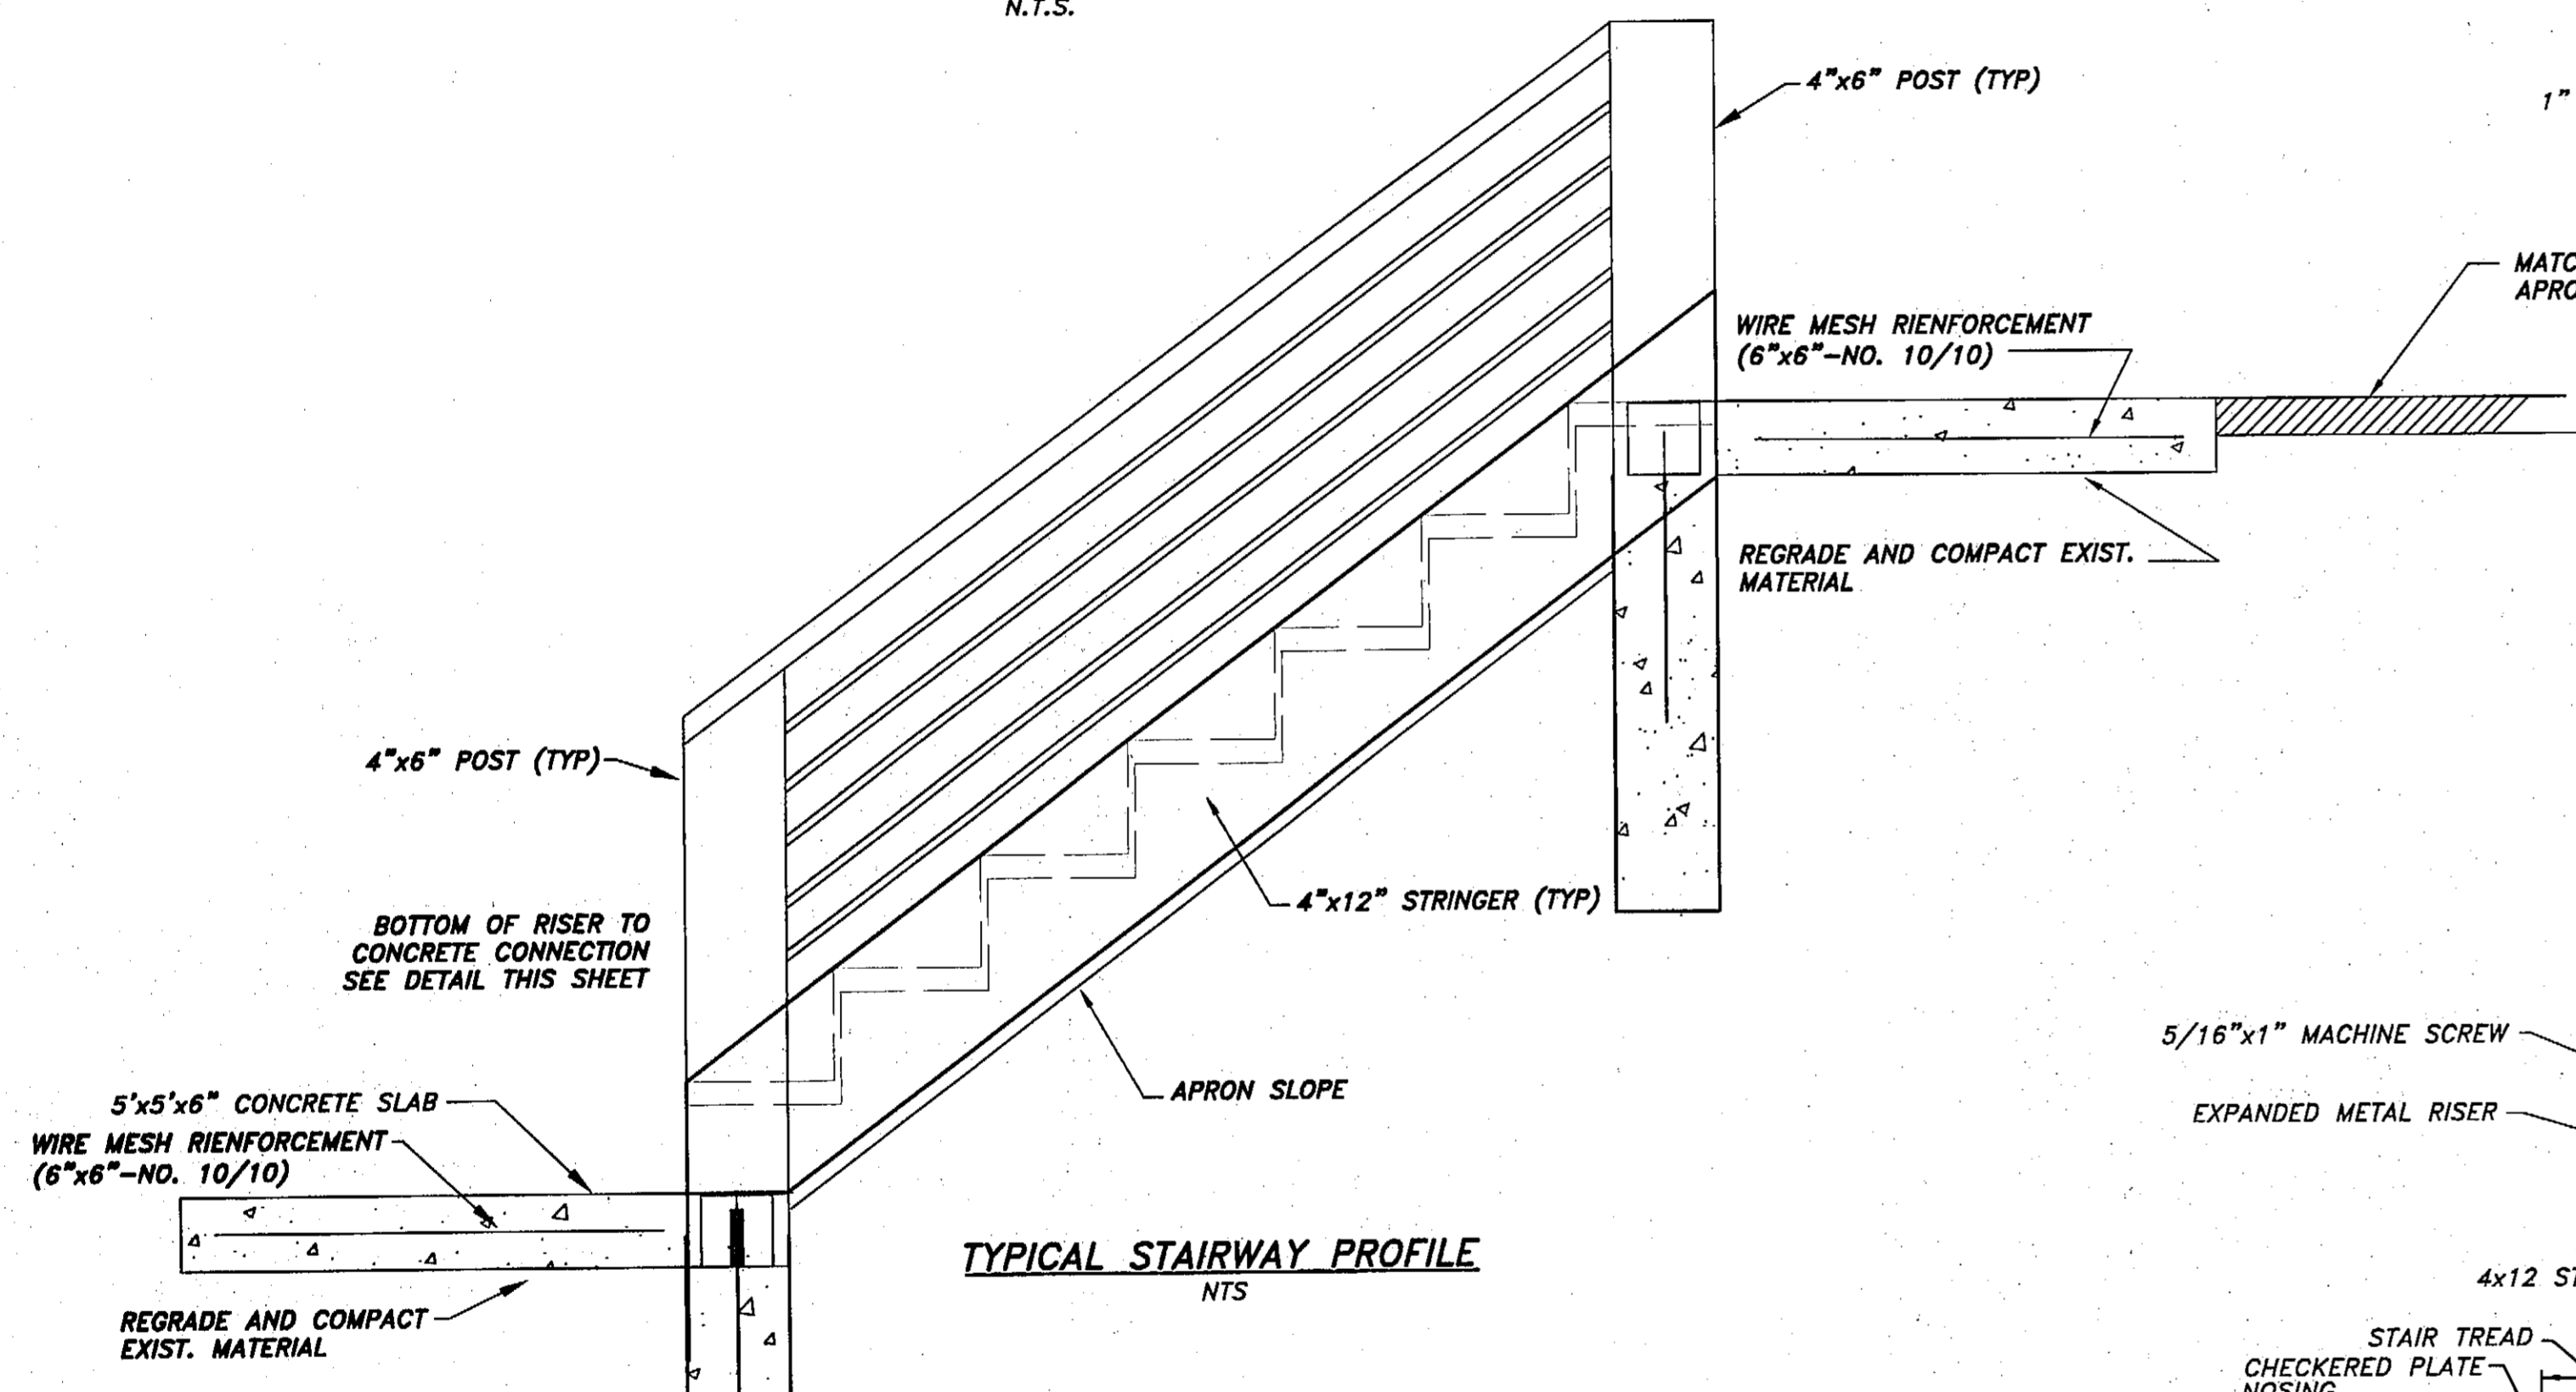 N.T.S.
4"x6" POST (TYP)
1"
WIRE MESH RIENFORCEMENT
(6"x6"-NO. 10/10)
REGRADE AND COMPACT EXIST.
MATERIAL
4"x6" POST (TYP)
4"x12" STRINGER (TYP)
BOTTOM OF RISER TO
CONCRETE CONNECTION
SEE DETAIL THIS SHEET
APRON SLOPE
5'x5'x6" CONCRETE SLAB
WIRE MESH RIENFORCEMENT
(6"x6"-NO. 10/10)
REGRADE AND COMPACT
EXIST. MATERIAL
TYPICAL STAIRWAY PROFILE
NTS
5/16"x1" MACHINE SCREW
EXPANDED METAL RISER
4x12
STAIR TREAD
CHECKERED PLATE
NOSING